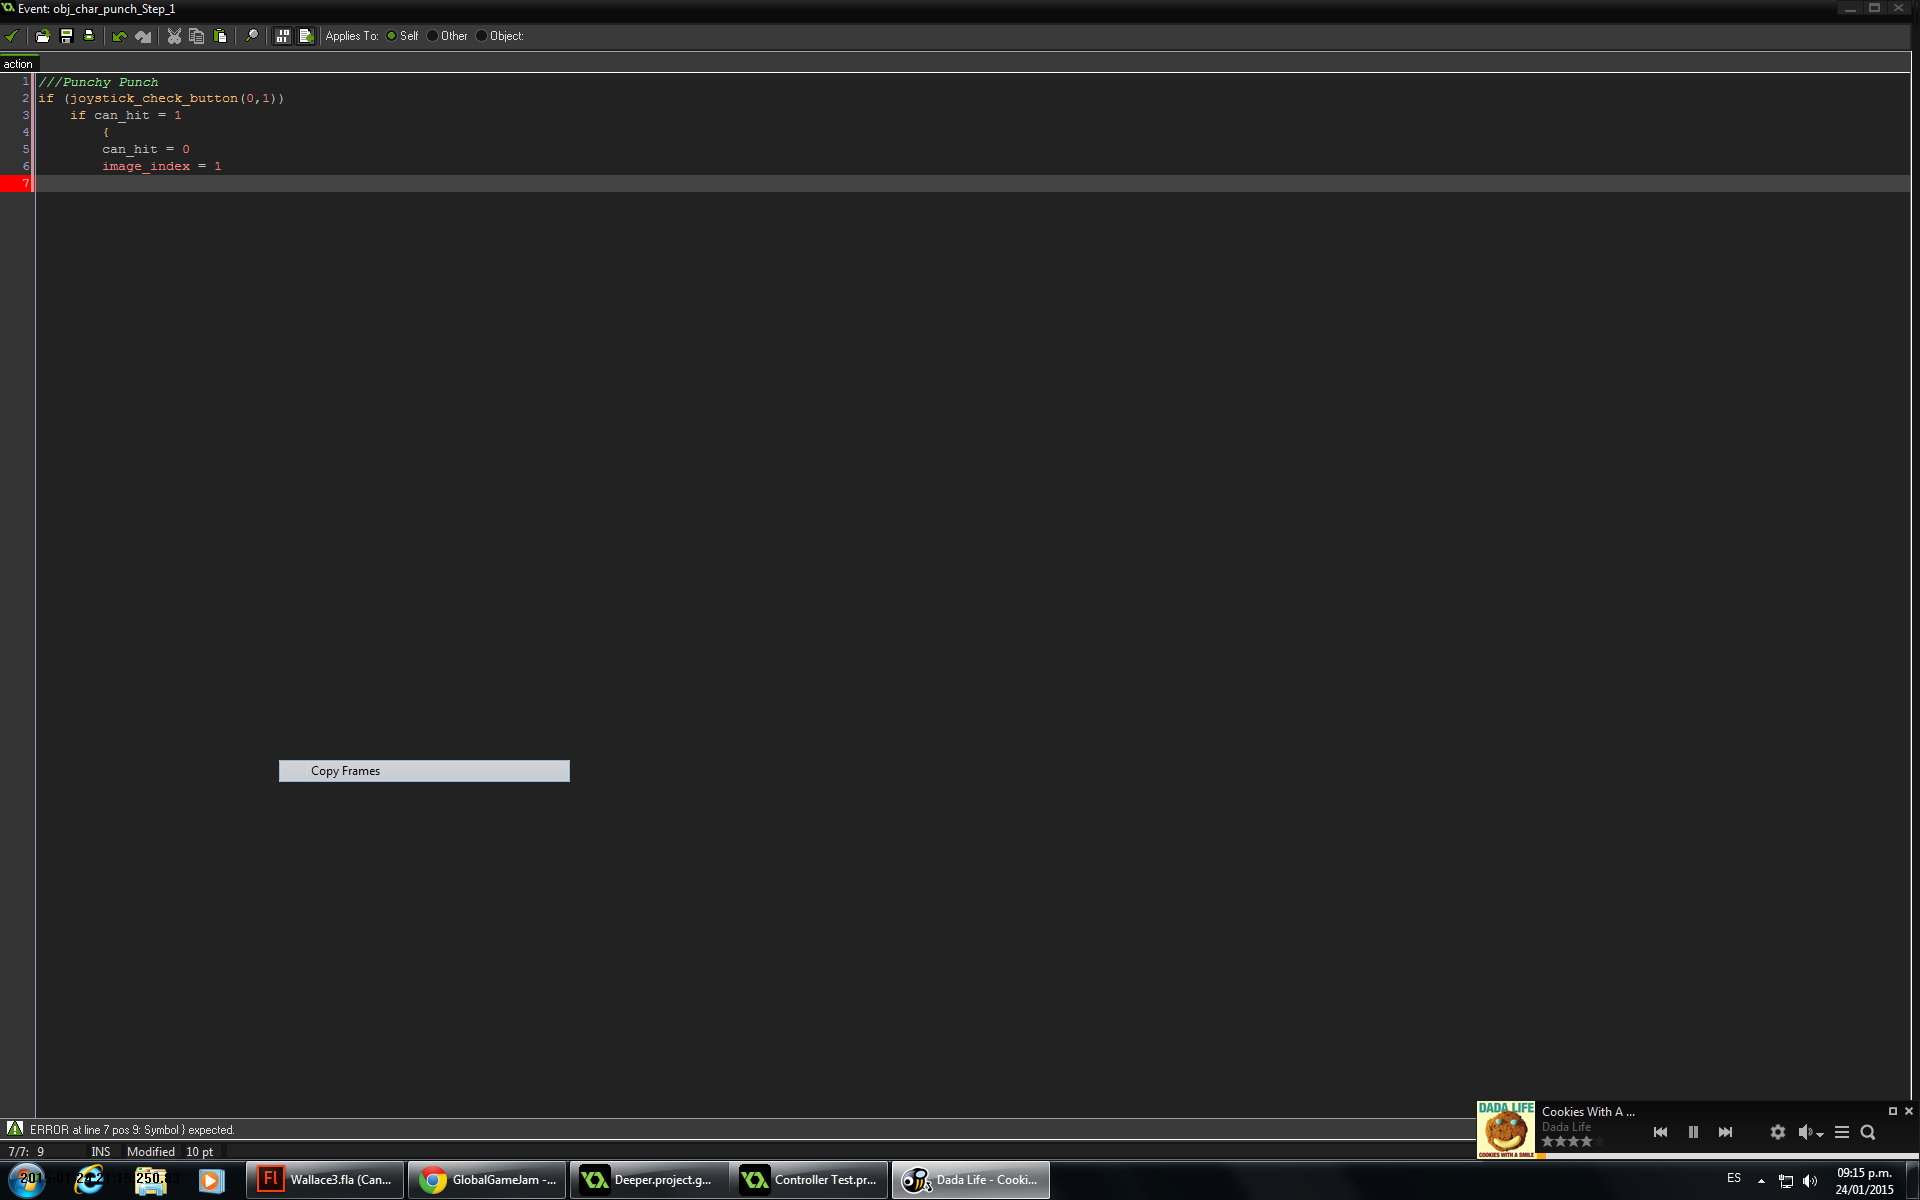 Event: obj_char_punch_Step_1
Applies To: Self Other Object:
action
1 ///Punchy Punch
2 if (joystick_check_button(0,1))
3 if can_hit = 1
4 {
5 can_hit = 0
6 image_index = 1
7
Copy Frames
ERROR at line 7 pos 9: Symbol } expected.
7/7: 9 INS Modified 10 pt
DADA LIFE
COOKIES WITH A SMILE
Cookies With A ...
Dada Life
Fl Wallace3.fla (Can...
GlobalGameJam -...
Deeper.project.g...
Controller Test.pr...
Dada Life - Cooki...
ES
09:15 p.m.
24/01/2015